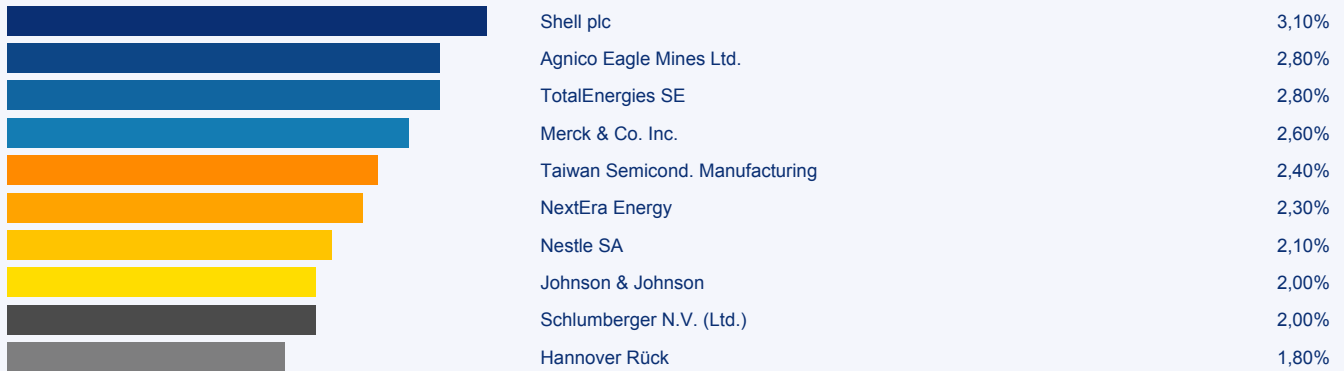 Shell plc 3,10%
Agnico Eagle Mines Ltd. 2,80%
TotalEnergies SE 2,80%
Merck & Co. Inc. 2,60%
Taiwan Semicond. Manufacturing 2,40%
NextEra Energy 2,30%
Nestle SA 2,10%
Johnson & Johnson 2,00%
Schlumberger N.V. (Ltd.) 2,00%
Hannover Rück 1,80%